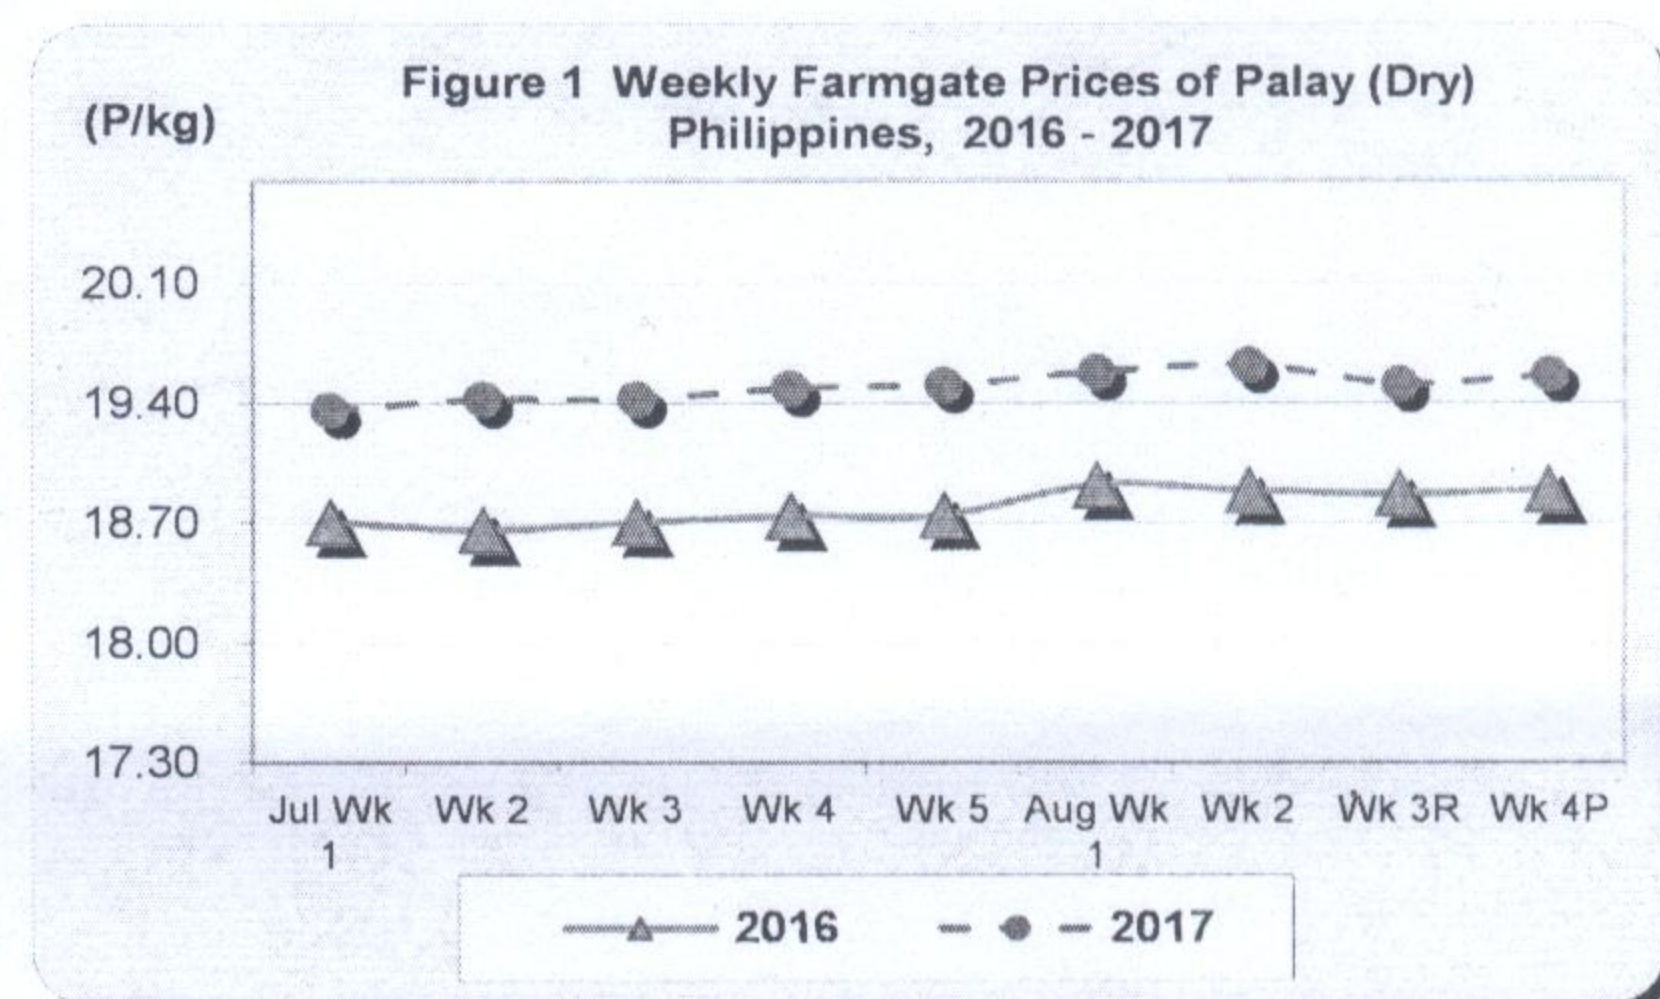 Figure 1 Weekly Farmgate Prices of Palay (Dry)
(P/kg)
Philippines, 2016 - 2017
20.10
19.40
18.70
18.00
17.30
Jul Wk Wk 2 Wk 3 Wk 4 Wk 5 Aug Wk Wk 2 Wk 3R Wk 4P
1 1
2016 2017